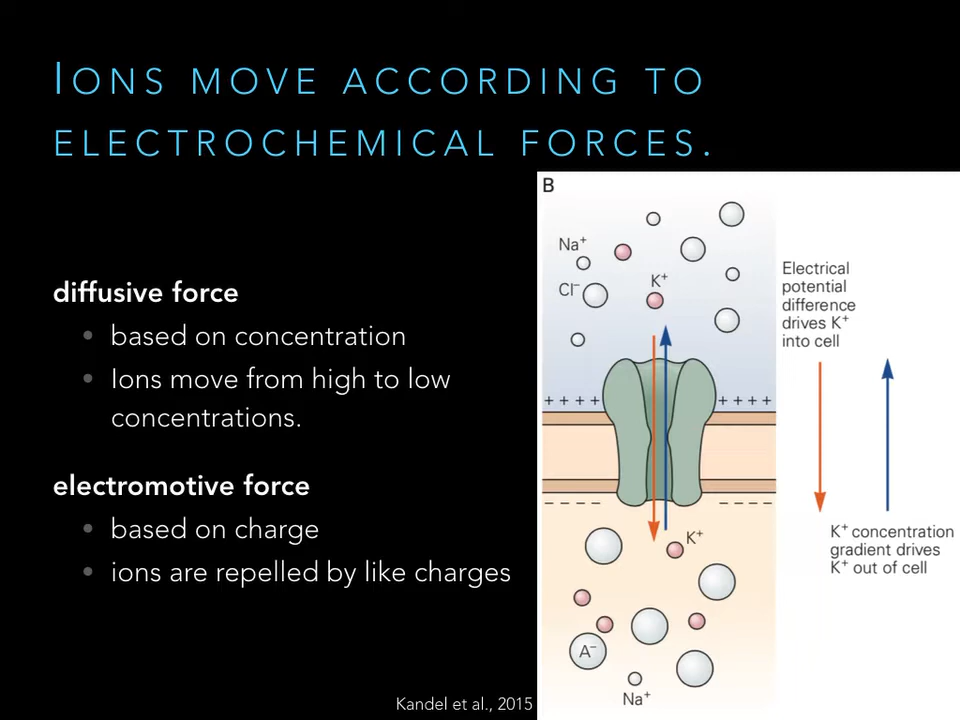 IONS MOVE ACCORDING TO
ELECTROCHEMICAL FORCES.
diffusive force
• based on concentration
• Ions move from high to low
concentrations.
electromotive force
• based on charge
• ions are repelled by like charges
Kandel et al., 2015
B
Na⁺
Cl⁻
K⁺
+ + + +
+ + + +
Electrical
potential
difference
drives K⁺
into cell
K⁺
A⁻
Na⁺
K⁺ concentration
gradient drives
K⁺ out of cell